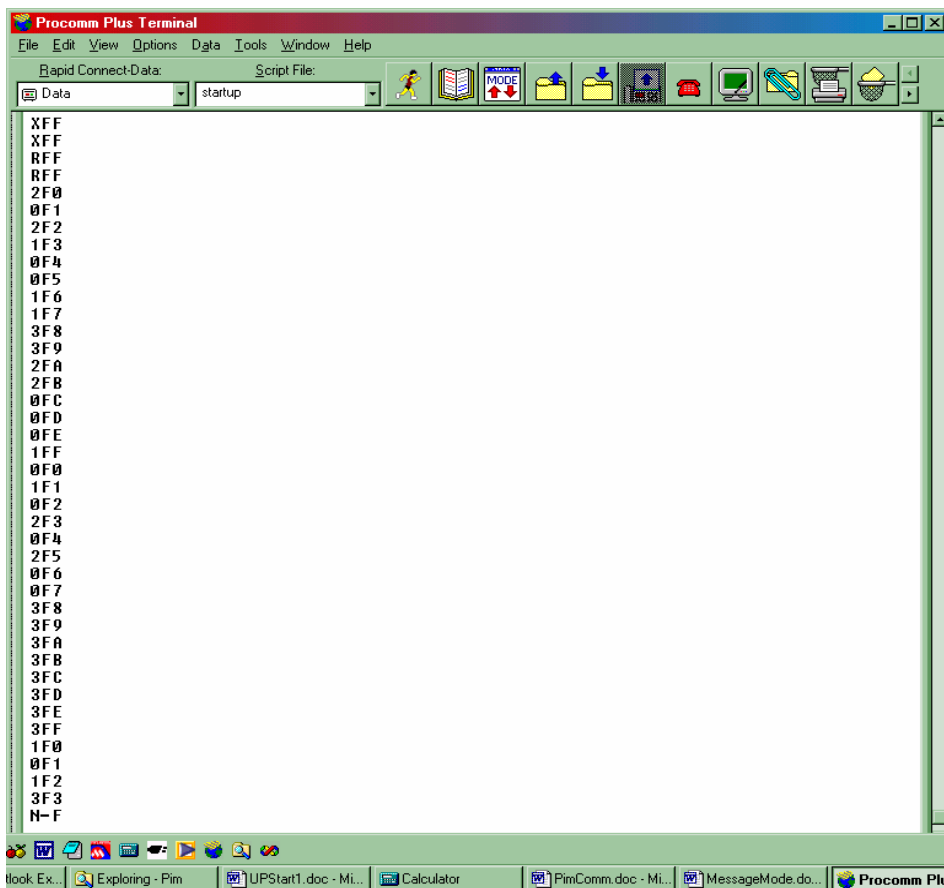 Procomm Plus Terminal
File Edit View Options Data Tools Window Help
Rapid Connect-Data: Script File:
Data startup
MODE
XFF
XFF
RFF
RFF
2F0
0F1
2F2
1F3
0F4
0F5
1F6
1F7
3F8
3F9
2FA
2FB
0FC
0FD
0FE
1FF
0F0
1F1
0F2
2F3
0F4
2F5
0F6
0F7
3F8
3F9
3FA
3FB
3FC
3FD
3FE
3FF
1F0
0F1
1F2
3F3
N-F
tlook Ex... Exploring - Pim UPStart1.doc - Mi... Calculator PimComm.doc - Mi... MessageMode.do... Procomm Plu